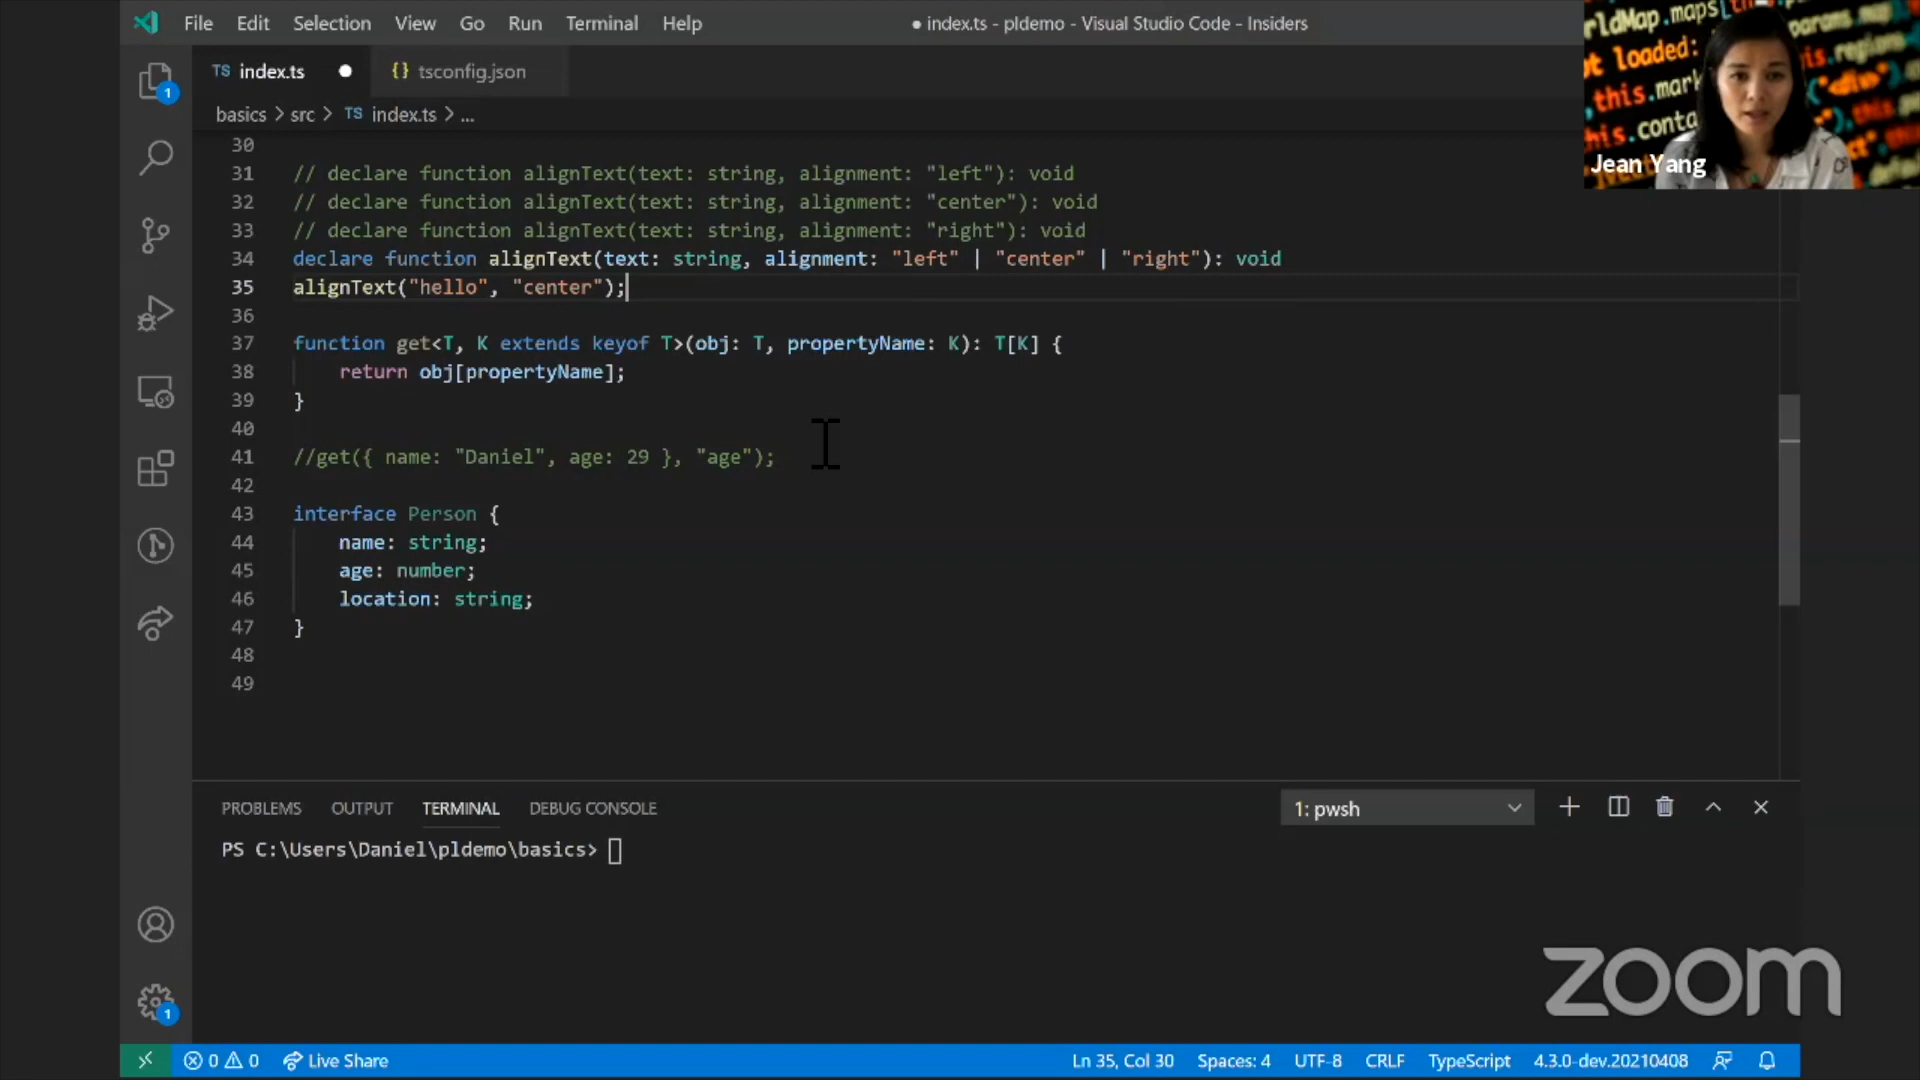 File Edit Selection View Go Run Terminal Help
● index.ts - pldemo - Visual Studio Code - Insiders
TS index.ts
{} tsconfig.json
basics > src > TS index.ts > ...
30
31 // declare function alignText(text: string, alignment: "left"): void
32 // declare function alignText(text: string, alignment: "center"): void
33 // declare function alignText(text: string, alignment: "right"): void
34 declare function alignText(text: string, alignment: "left" | "center" | "right"): void
35 alignText("hello", "center");
36
37 function get<T, K extends keyof T>(obj: T, propertyName: K): T[K] {
38 return obj[propertyName];
39 }
40
41 //get({ name: "Daniel", age: 29 }, "age");
42
43 interface Person {
44 name: string;
45 age: number;
46 location: string;
47 }
48
49
1
PROBLEMS OUTPUT TERMINAL DEBUG CONSOLE
1: pwsh
PS C:\Users\Daniel\pldemo\basics>
1
0 0 Live Share
Ln 35, Col 30 Spaces: 4 UTF-8 CRLF TypeScript 4.3.0-dev.20210408
loaded:
Jean Yang
zoom